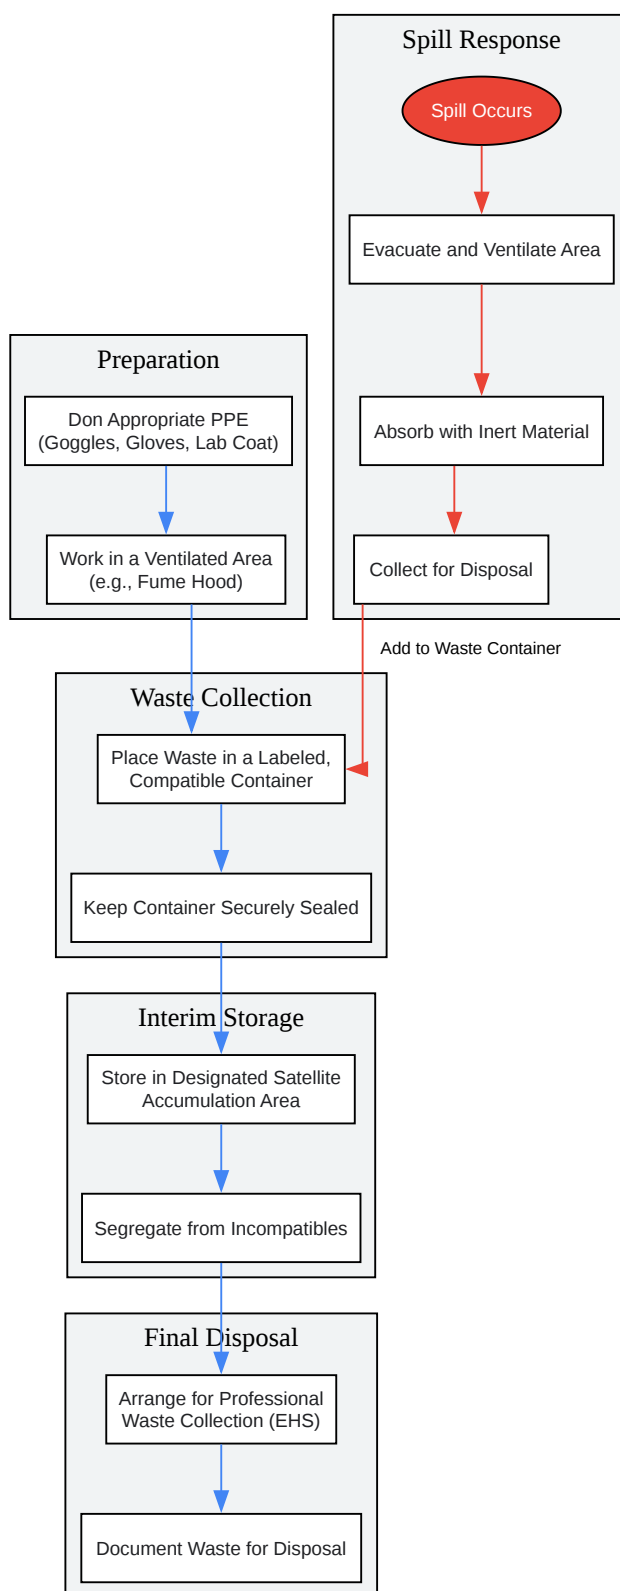 Spill Response
Spill Occurs
Evacuate and Ventilate Area
Absorb with Inert Material
Collect for Disposal
Add to Waste Container
Preparation
Don Appropriate PPE
(Goggles, Gloves, Lab Coat)
Work in a Ventilated Area
(e.g., Fume Hood)
Waste Collection
Place Waste in a Labeled,
Compatible Container
Keep Container Securely Sealed
Interim Storage
Store in Designated Satellite
Accumulation Area
Segregate from Incompatibles
Final Disposal
Arrange for Professional
Waste Collection (EHS)
Document Waste for Disposal